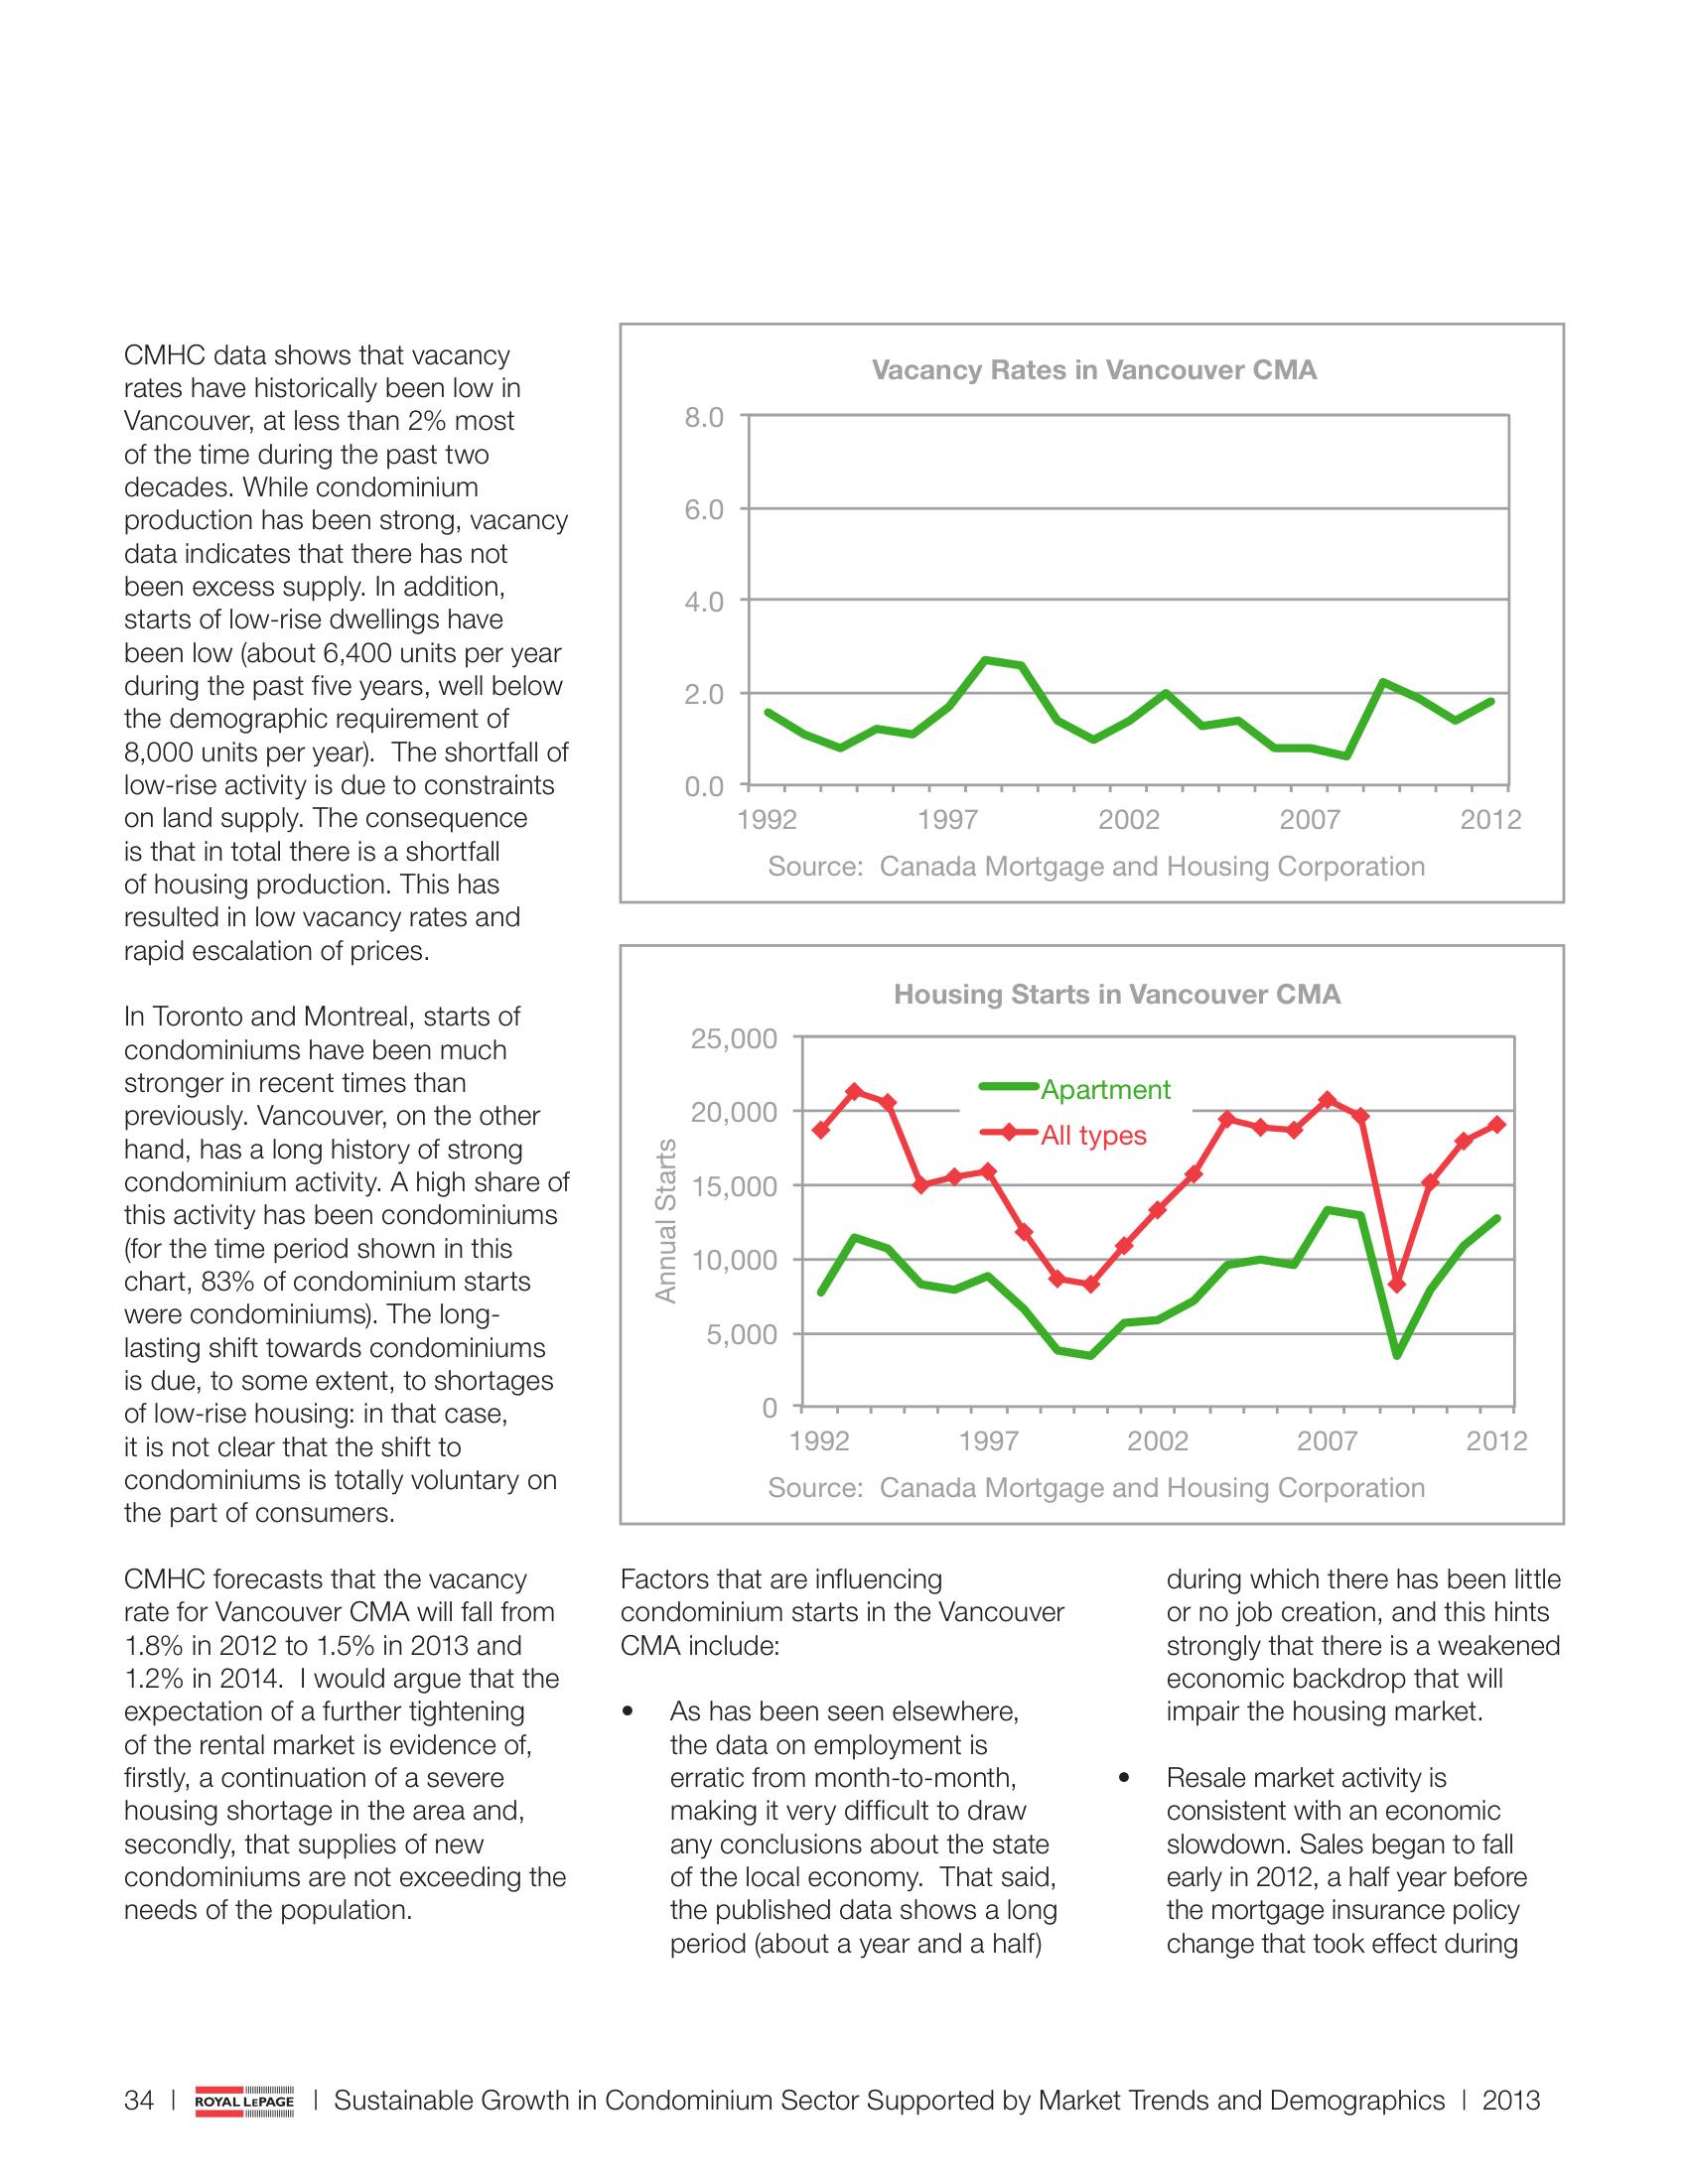 CMHC data shows that vacancy
rates have historically been low in
Vancouver, at less than 2% most
of the time during the past two
decades. While condominium
production has been strong, vacancy
data indicates that there has not
been excess supply. In addition,
starts of low-rise dwellings have
been low (about 6,400 units per year
during the past five years, well below
the demographic requirement of
8,000 units per year).  The shortfall of
low-rise activity is due to constraints
on land supply. The consequence
is that in total there is a shortfall
of housing production. This has
resulted in low vacancy rates and
rapid escalation of prices.
In Toronto and Montreal, starts of
condominiums have been much
stronger in recent times than
previously. Vancouver, on the other
hand, has a long history of strong
condominium activity. A high share of
this activity has been condominiums
(for the time period shown in this
chart, 83% of condominium starts
were condominiums). The long-
lasting shift towards condominiums
is due, to some extent, to shortages
of low-rise housing: in that case,
it is not clear that the shift to
condominiums is totally voluntary on
the part of consumers.
CMHC forecasts that the vacancy
rate for Vancouver CMA will fall from
1.8% in 2012 to 1.5% in 2013 and
1.2% in 2014.  I would argue that the
expectation of a further tightening
of the rental market is evidence of,
firstly, a continuation of a severe
housing shortage in the area and,
secondly, that supplies of new
condominiums are not exceeding the
needs of the population.
Vacancy Rates in Vancouver CMA
8.0
6.0
4.0
2.0
0.0
1992 1997 2002 2007 2012
Source:  Canada Mortgage and Housing Corporation
Housing Starts in Vancouver CMA
Annual Starts
25,000
20,000
15,000
10,000
5,000
0
Apartment
All types
1992 1997 2002 2007 2012
Source:  Canada Mortgage and Housing Corporation
Factors that are influencing
condominium starts in the Vancouver
CMA include:
• As has been seen elsewhere,
the data on employment is
erratic from month-to-month,
making it very difficult to draw
any conclusions about the state
of the local economy.  That said,
the published data shows a long
period (about a year and a half)
during which there has been little
or no job creation, and this hints
strongly that there is a weakened
economic backdrop that will
impair the housing market.
• Resale market activity is
consistent with an economic
slowdown. Sales began to fall
early in 2012, a half year before
the mortgage insurance policy
change that took effect during
34 | ROYAL LEPAGE | Sustainable Growth in Condominium Sector Supported by Market Trends and Demographics | 2013